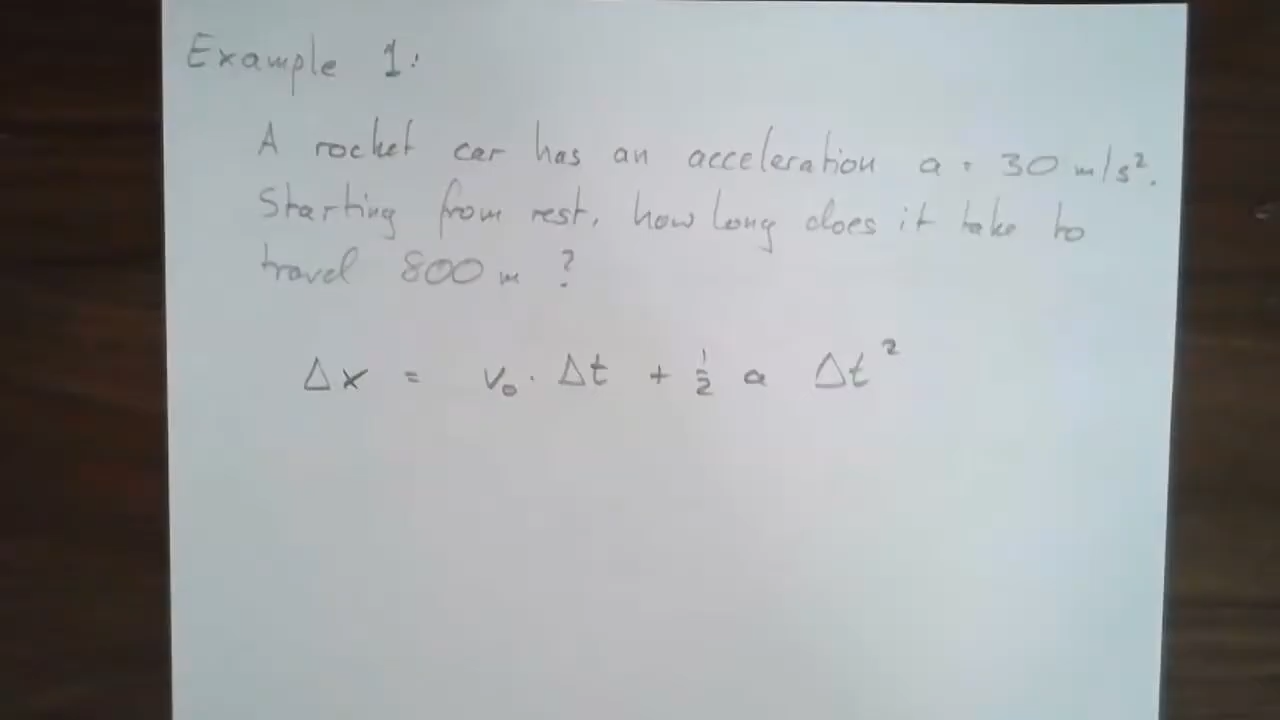 Example 1:
A rocket car has an acceleration a = 30 m/s².
Starting from rest, how long does it take to
travel 800 m ?
Δx = v₀ · Δt + ½ a Δt²